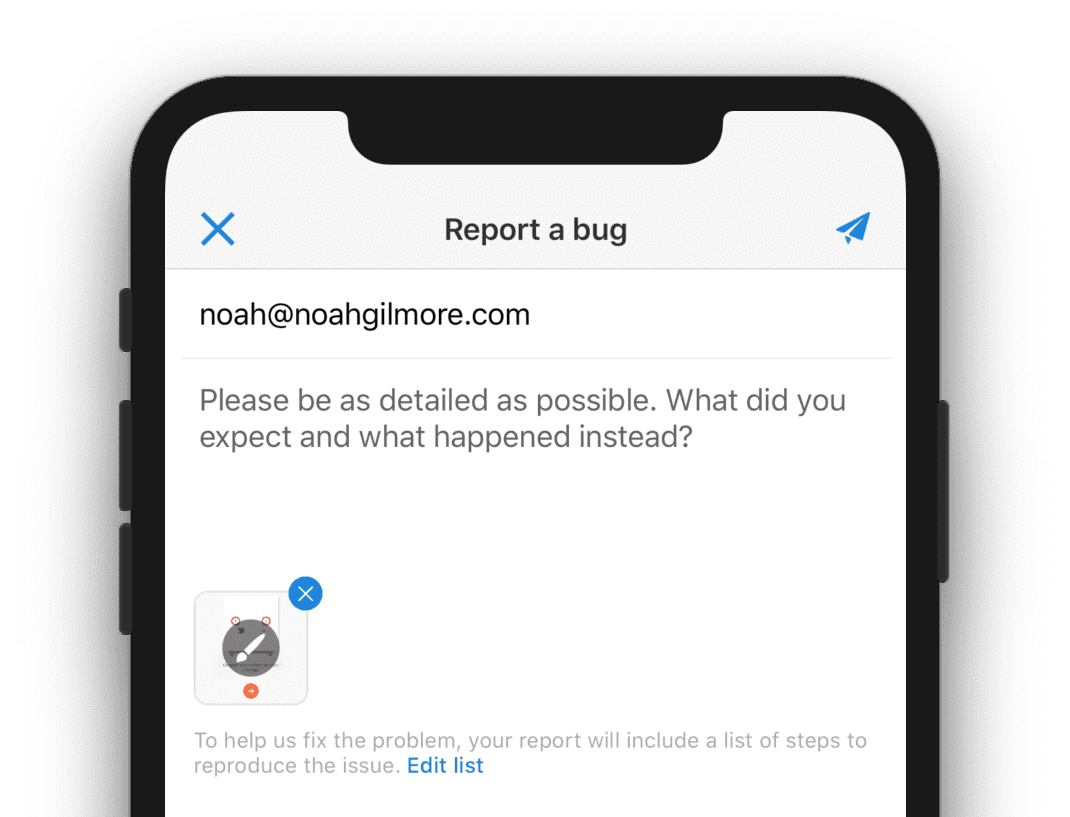 Report a bug
noah@noahgilmore.com
Please be as detailed as possible. What did you
expect and what happened instead?
To help us fix the problem, your report will include a list of steps to
reproduce the issue. Edit list